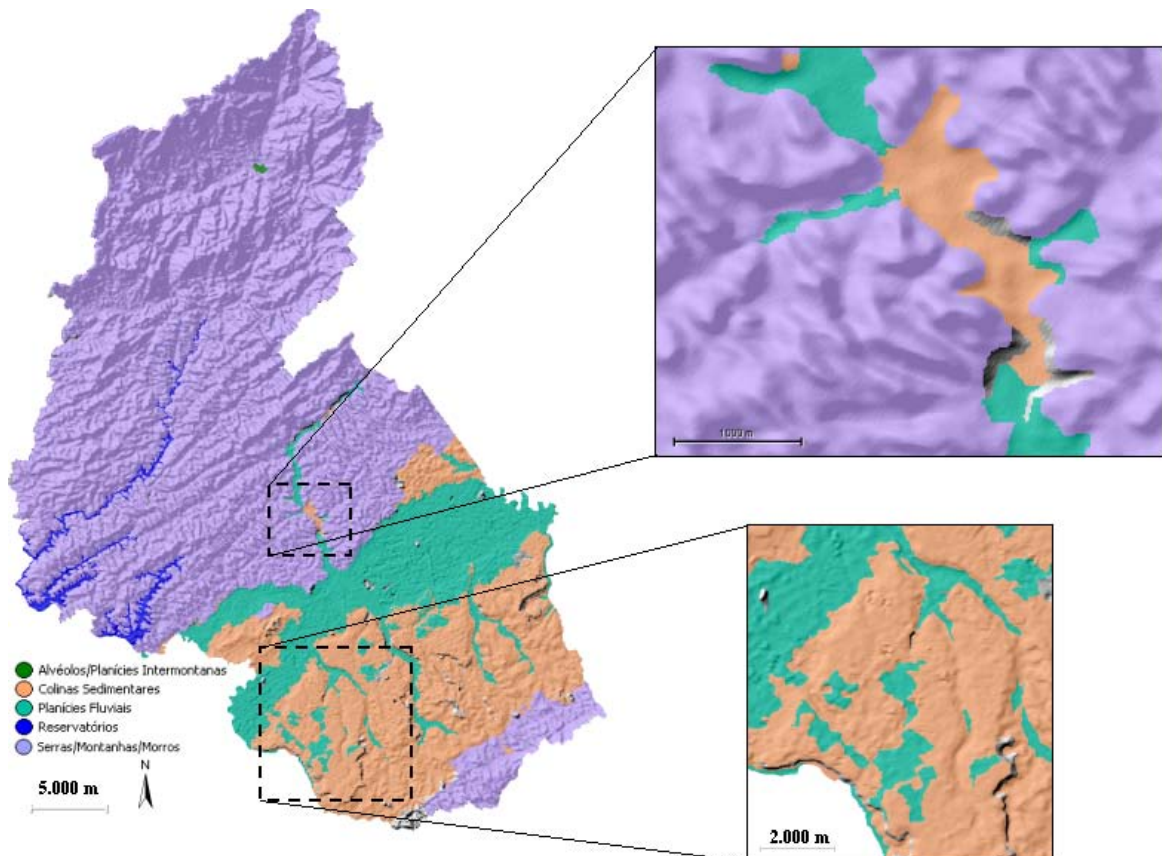 1000 m
Alvéolos/Planícies Intermontanas
Colinas Sedimentares
Planícies Fluviais
Reservatórios
Serras/Montanhas/Morros
N
5.000 m
2.000 m